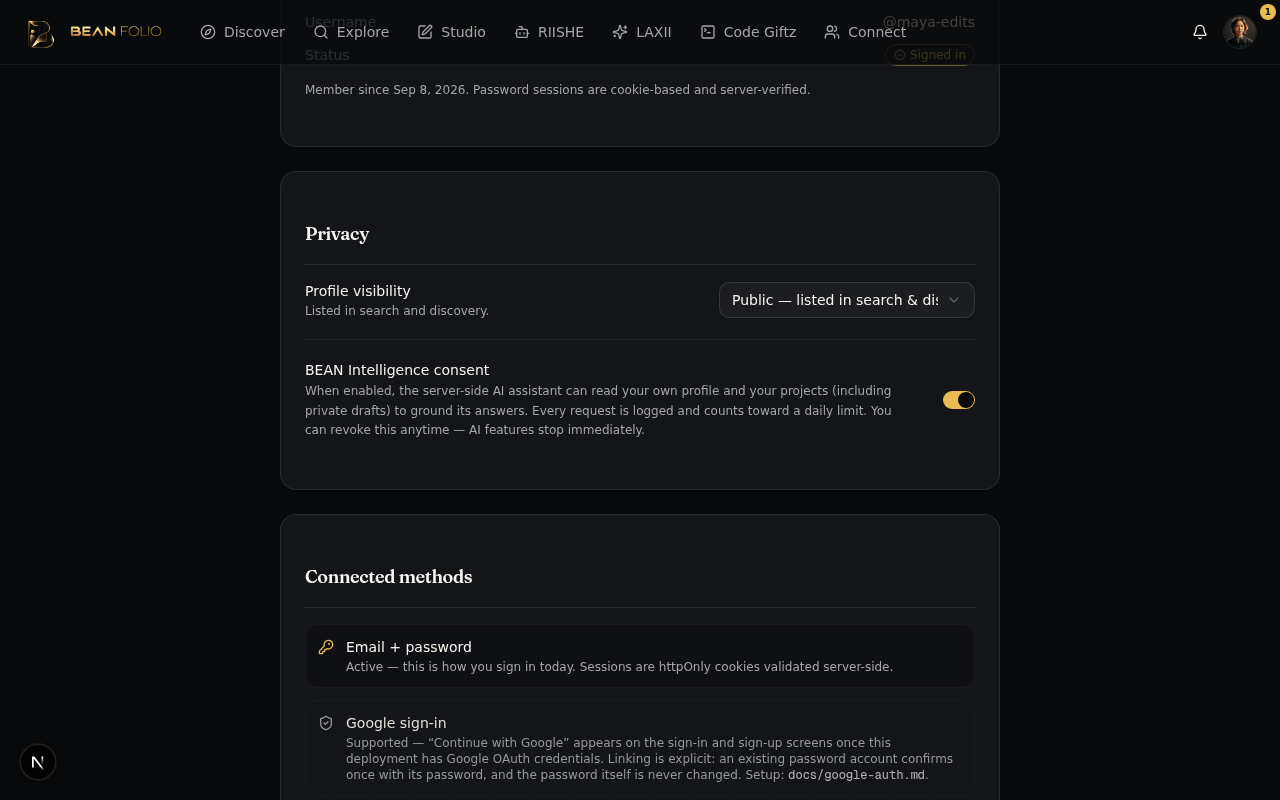 BEAN FOLIO
Discover
Explore
Studio
RIISHE
LAXII
Code Giftz
Connect
1
Username
@maya-edits
Status
Signed in
Member since Sep 8, 2026. Password sessions are cookie-based and server-verified.
Privacy
Profile visibility
Listed in search and discovery.
Public — listed in search & dis
BEAN Intelligence consent
When enabled, the server-side AI assistant can read your own profile and your projects (including
private drafts) to ground its answers. Every request is logged and counts toward a daily limit. You
can revoke this anytime — AI features stop immediately.
Connected methods
Email + password
Active — this is how you sign in today. Sessions are httpOnly cookies validated server-side.
Google sign-in
Supported — “Continue with Google” appears on the sign-in and sign-up screens once this
deployment has Google OAuth credentials. Linking is explicit: an existing password account confirms
once with its password, and the password itself is never changed. Setup: docs/google-auth.md.
N